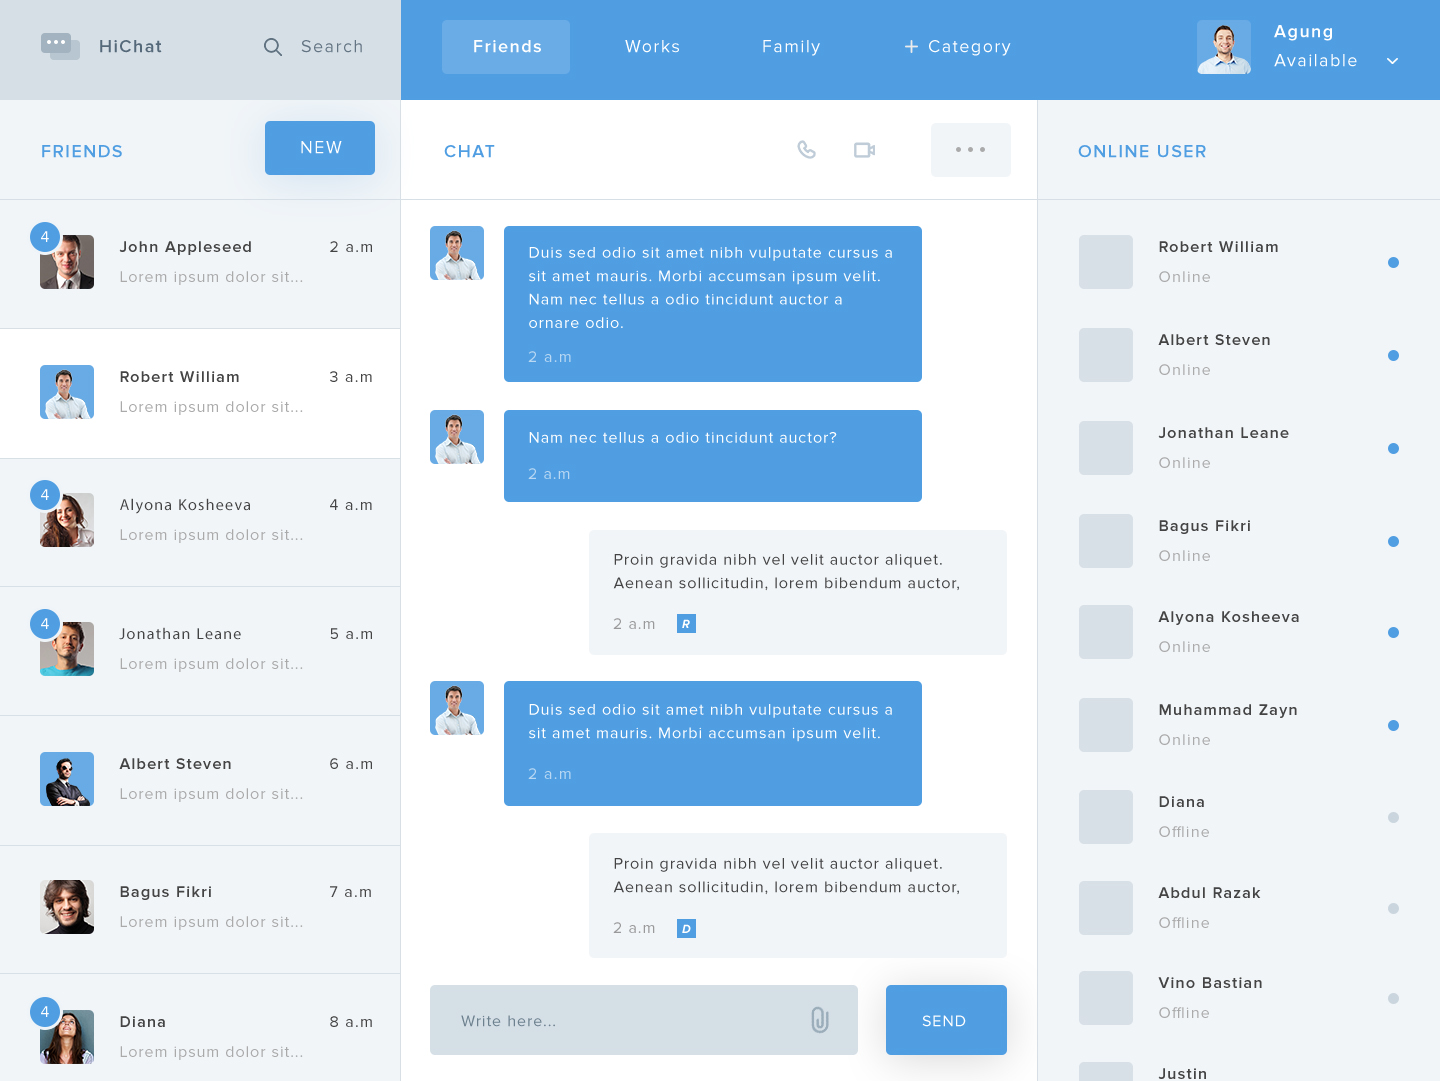 HiChat
Search
Friends
Works
Family
+ Category
Agung
Available
FRIENDS
NEW
4
John Appleseed
2 a.m
Lorem ipsum dolor sit...
Robert William
3 a.m
Lorem ipsum dolor sit...
4
Alyona Kosheeva
4 a.m
Lorem ipsum dolor sit...
4
Jonathan Leane
5 a.m
Lorem ipsum dolor sit...
Albert Steven
6 a.m
Lorem ipsum dolor sit...
Bagus Fikri
7 a.m
Lorem ipsum dolor sit...
4
Diana
8 a.m
Lorem ipsum dolor sit...
CHAT
Duis sed odio sit amet nibh vulputate cursus a
sit amet mauris. Morbi accumsan ipsum velit.
Nam nec tellus a odio tincidunt auctor a
ornare odio.
2 a.m
Nam nec tellus a odio tincidunt auctor?
2 a.m
Proin gravida nibh vel velit auctor aliquet.
Aenean sollicitudin, lorem bibendum auctor,
2 a.m R
Duis sed odio sit amet nibh vulputate cursus a
sit amet mauris. Morbi accumsan ipsum velit.
2 a.m
Proin gravida nibh vel velit auctor aliquet.
Aenean sollicitudin, lorem bibendum auctor,
2 a.m D
Write here...
SEND
ONLINE USER
Robert William
Online
Albert Steven
Online
Jonathan Leane
Online
Bagus Fikri
Online
Alyona Kosheeva
Online
Muhammad Zayn
Online
Diana
Offline
Abdul Razak
Offline
Vino Bastian
Offline
Justin